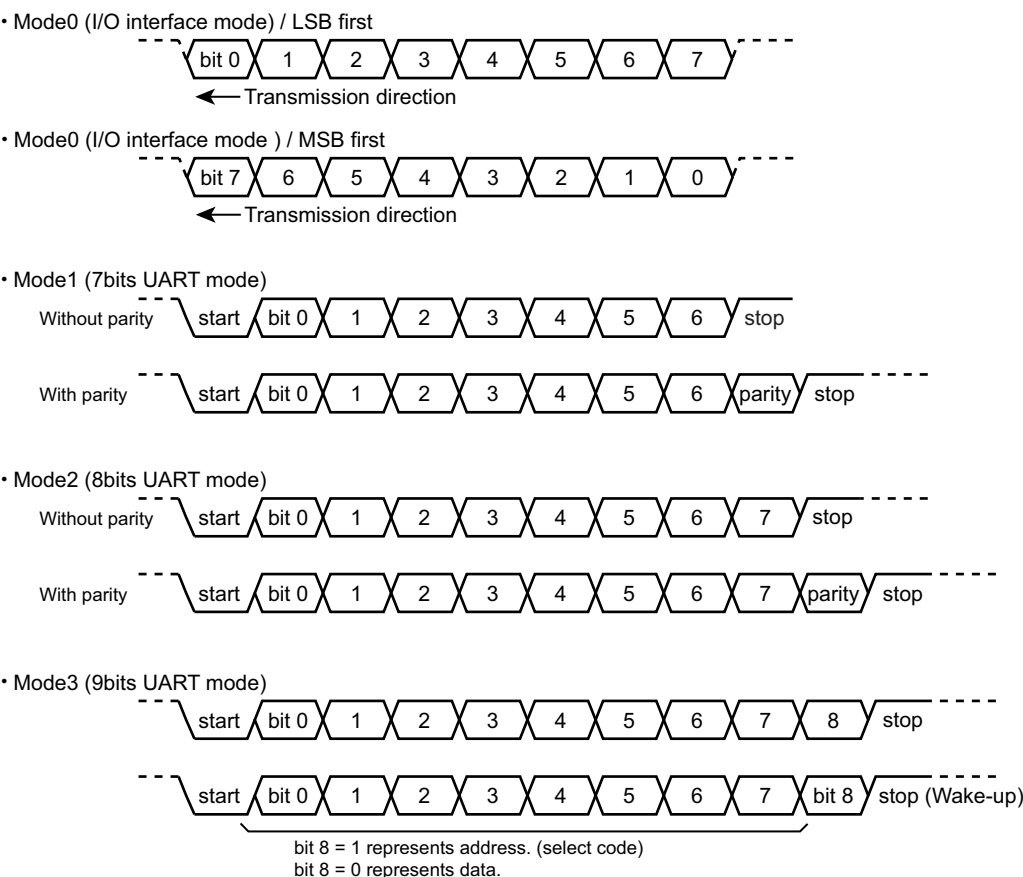 · Mode0 (I/O interface mode) / LSB first
bit 0 1 2 3 4 5 6 7
Transmission direction
· Mode0 (I/O interface mode ) / MSB first
bit 7 6 5 4 3 2 1 0
Transmission direction
· Mode1 (7bits UART mode)
Without parity start bit 0 1 2 3 4 5 6 stop
With parity start bit 0 1 2 3 4 5 6 parity stop
· Mode2 (8bits UART mode)
Without parity start bit 0 1 2 3 4 5 6 7 stop
With parity start bit 0 1 2 3 4 5 6 7 parity stop
· Mode3 (9bits UART mode)
start bit 0 1 2 3 4 5 6 7 8 stop
start bit 0 1 2 3 4 5 6 7 bit 8 stop (Wake-up)
bit 8 = 1 represents address. (select code)
bit 8 = 0 represents data.